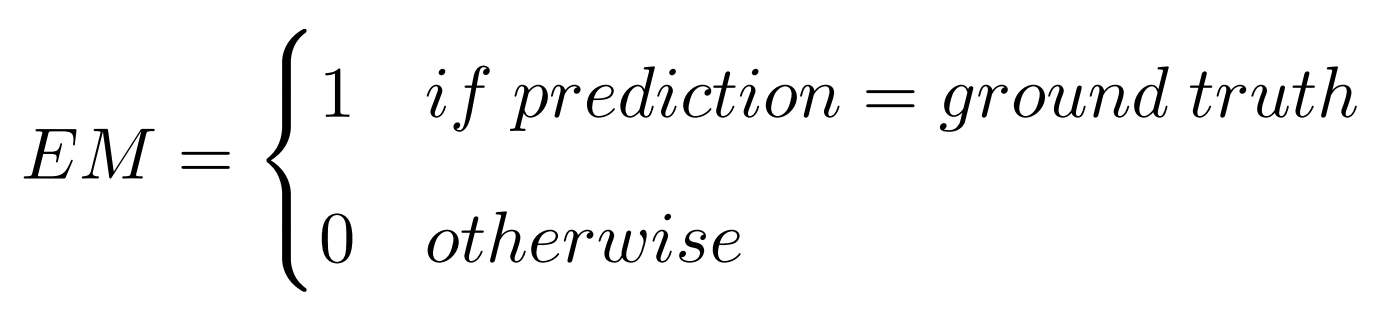 1 if prediction = ground truth
EM = {
0 otherwise